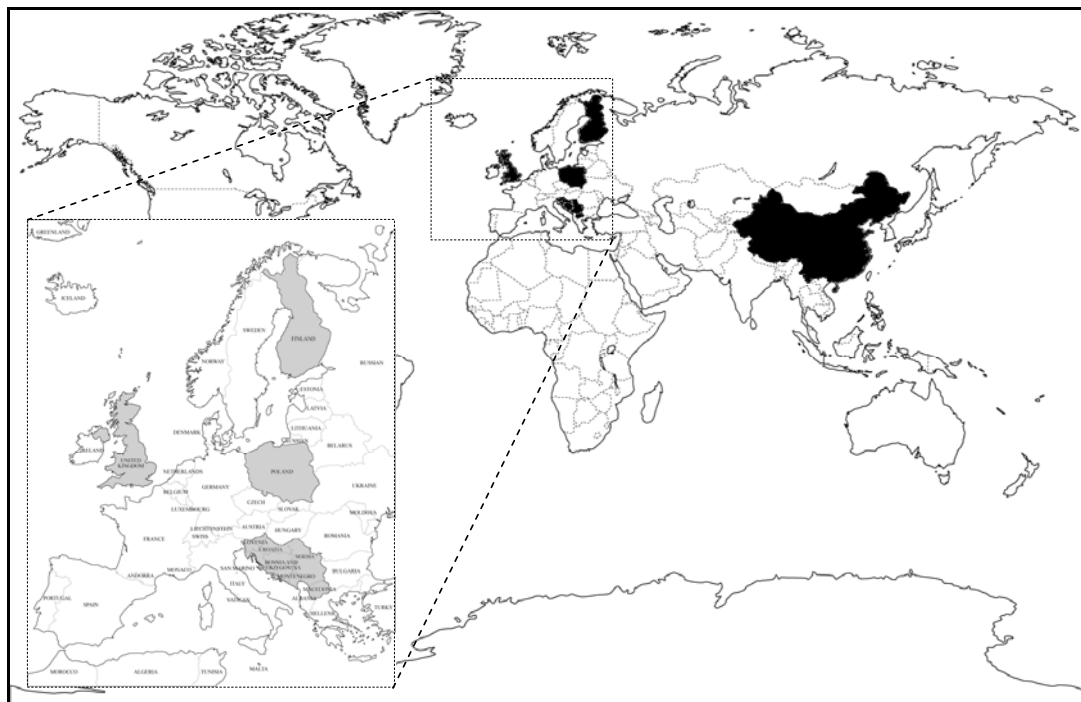 GREENLAND
ICELAND
SWEDEN
FINLAND
NORWAY
RUSSIAN
ESTONIA
LATVIA
LITHUANIA
DENMARK
RUSSIAN
BELARUS
IRELAND
UNITED
KINGDOM
NETHERLANDS
POLAND
BELGIUM
GERMANY
UKRAINE
CZECH
LUXEMBOURG
SLOVAK
MOLDOVA
AUSTRIA
LIECHTENSTEIN
HUNGARY
SWISS
FRANCE
ROMANIA
SLOVENIA
CROATIA
SERBIA
BOSNIA AND
MONACO
SAN MARINO
BULGARIA
ANDORRA
MONTENEGRO
ITALY
MACEDONIA
PORTUGAL
SPAIN
VATICAN
ALBANIA
HELLENIC
TURKY
MOROCCO
ALGERIA
TUNISIA
MALTA